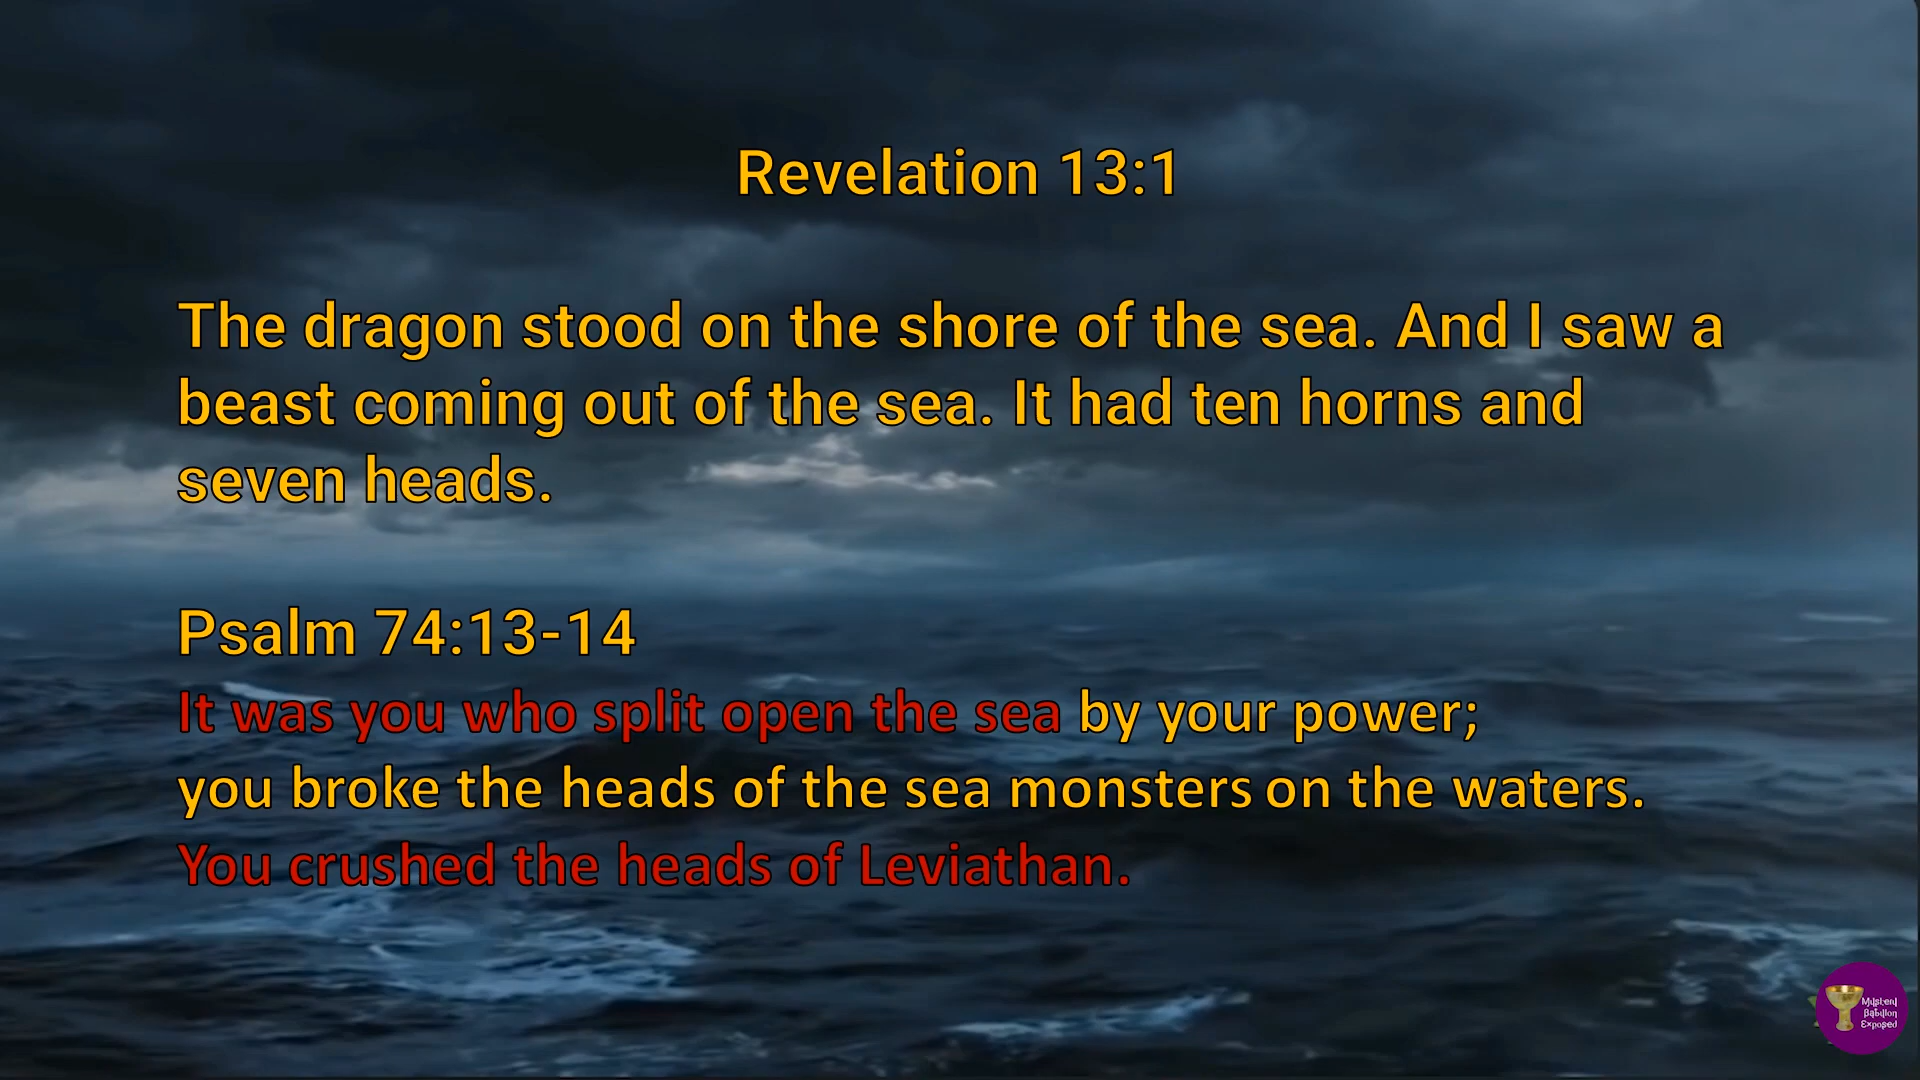 Revelation 13:1
The dragon stood on the shore of the sea. And I saw a
beast coming out of the sea. It had ten horns and
seven heads.
Psalm 74:13-14
It was you who split open the sea by your power;
you broke the heads of the sea monsters on the waters.
You crushed the heads of Leviathan.
Babylon
Exposed